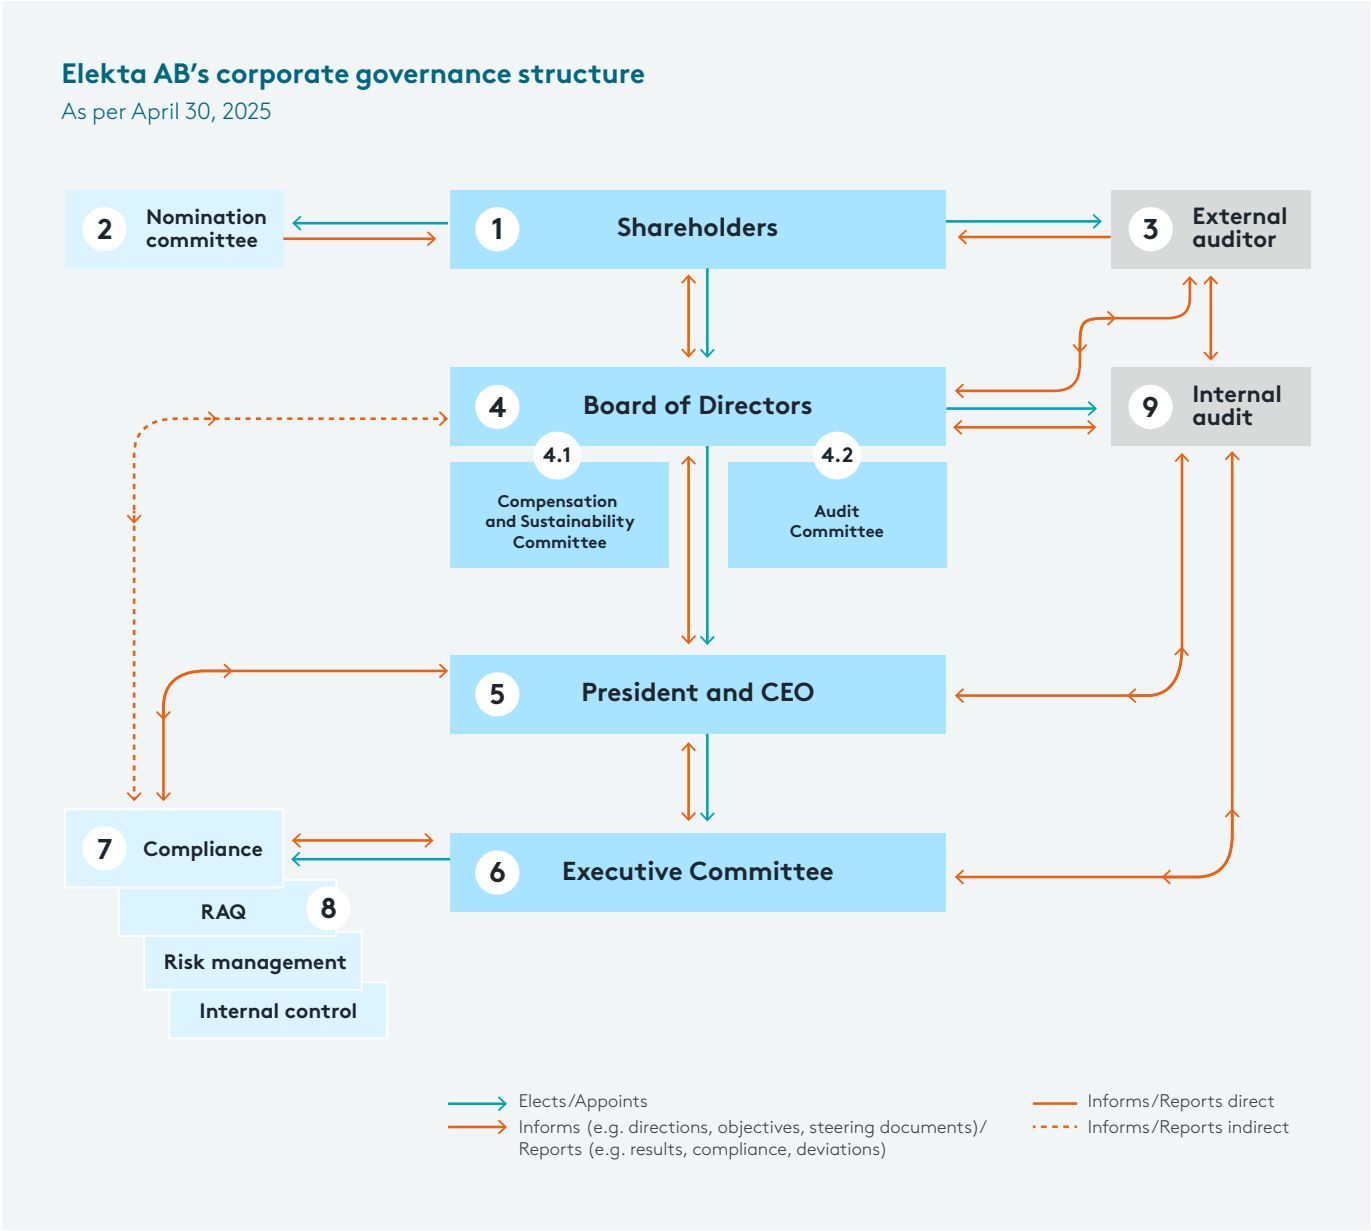 Elekta AB’s corporate governance structure
As per April 30, 2025
2
Nomination
committee
1
Shareholders
3
External
auditor
4
Board of Directors
9
Internal
audit
4.1
Compensation
and Sustainability
Committee
4.2
Audit
Committee
5
President and CEO
7
Compliance
6
Executive Committee
RAQ
8
Risk management
Internal control
Elects/Appoints
Informs (e.g. directions, objectives, steering documents)/
Reports (e.g. results, compliance, deviations)
Informs/Reports direct
Informs/Reports indirect